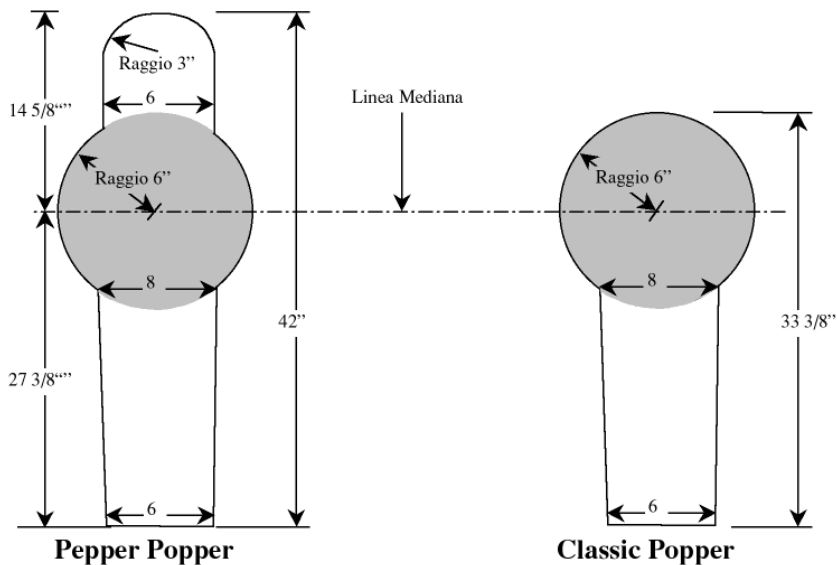 Raggio 3”
14 5/8“”
6
Linea Mediana
Raggio 6”
Raggio 6”
8
8
42”
33 3/8”
27 3/8“”
6
6
Pepper Popper
Classic Popper